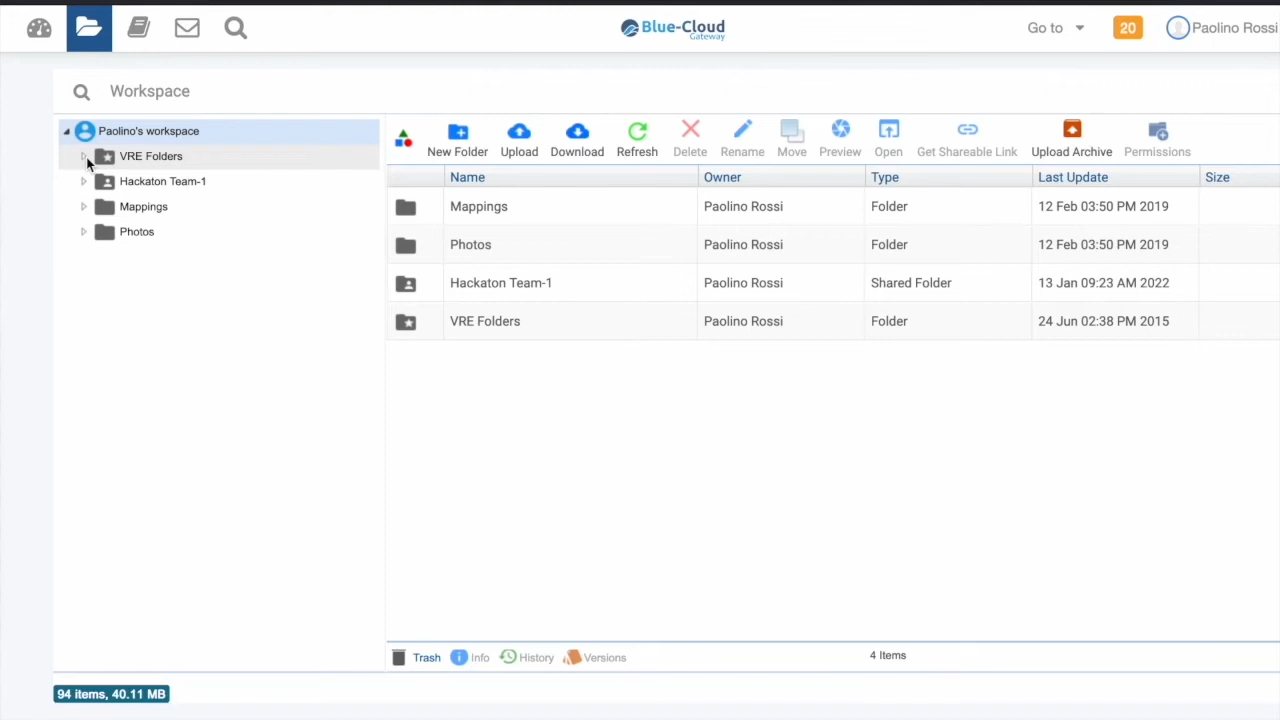 Blue-Cloud
Gateway
Go to
20
Paolino Rossi
Workspace
Paolino's workspace
VRE Folders
Hackaton Team-1
Mappings
Photos
New Folder Upload Download Refresh Delete Rename Move Preview Open Get Shareable Link Upload Archive Permissions
Name Owner Type Last Update Size
Mappings Paolino Rossi Folder 12 Feb 03:50 PM 2019
Photos Paolino Rossi Folder 12 Feb 03:50 PM 2019
Hackaton Team-1 Paolino Rossi Shared Folder 13 Jan 09:23 AM 2022
VRE Folders Paolino Rossi Folder 24 Jun 02:38 PM 2015
Trash Info History Versions 4 Items
94 items, 40.11 MB